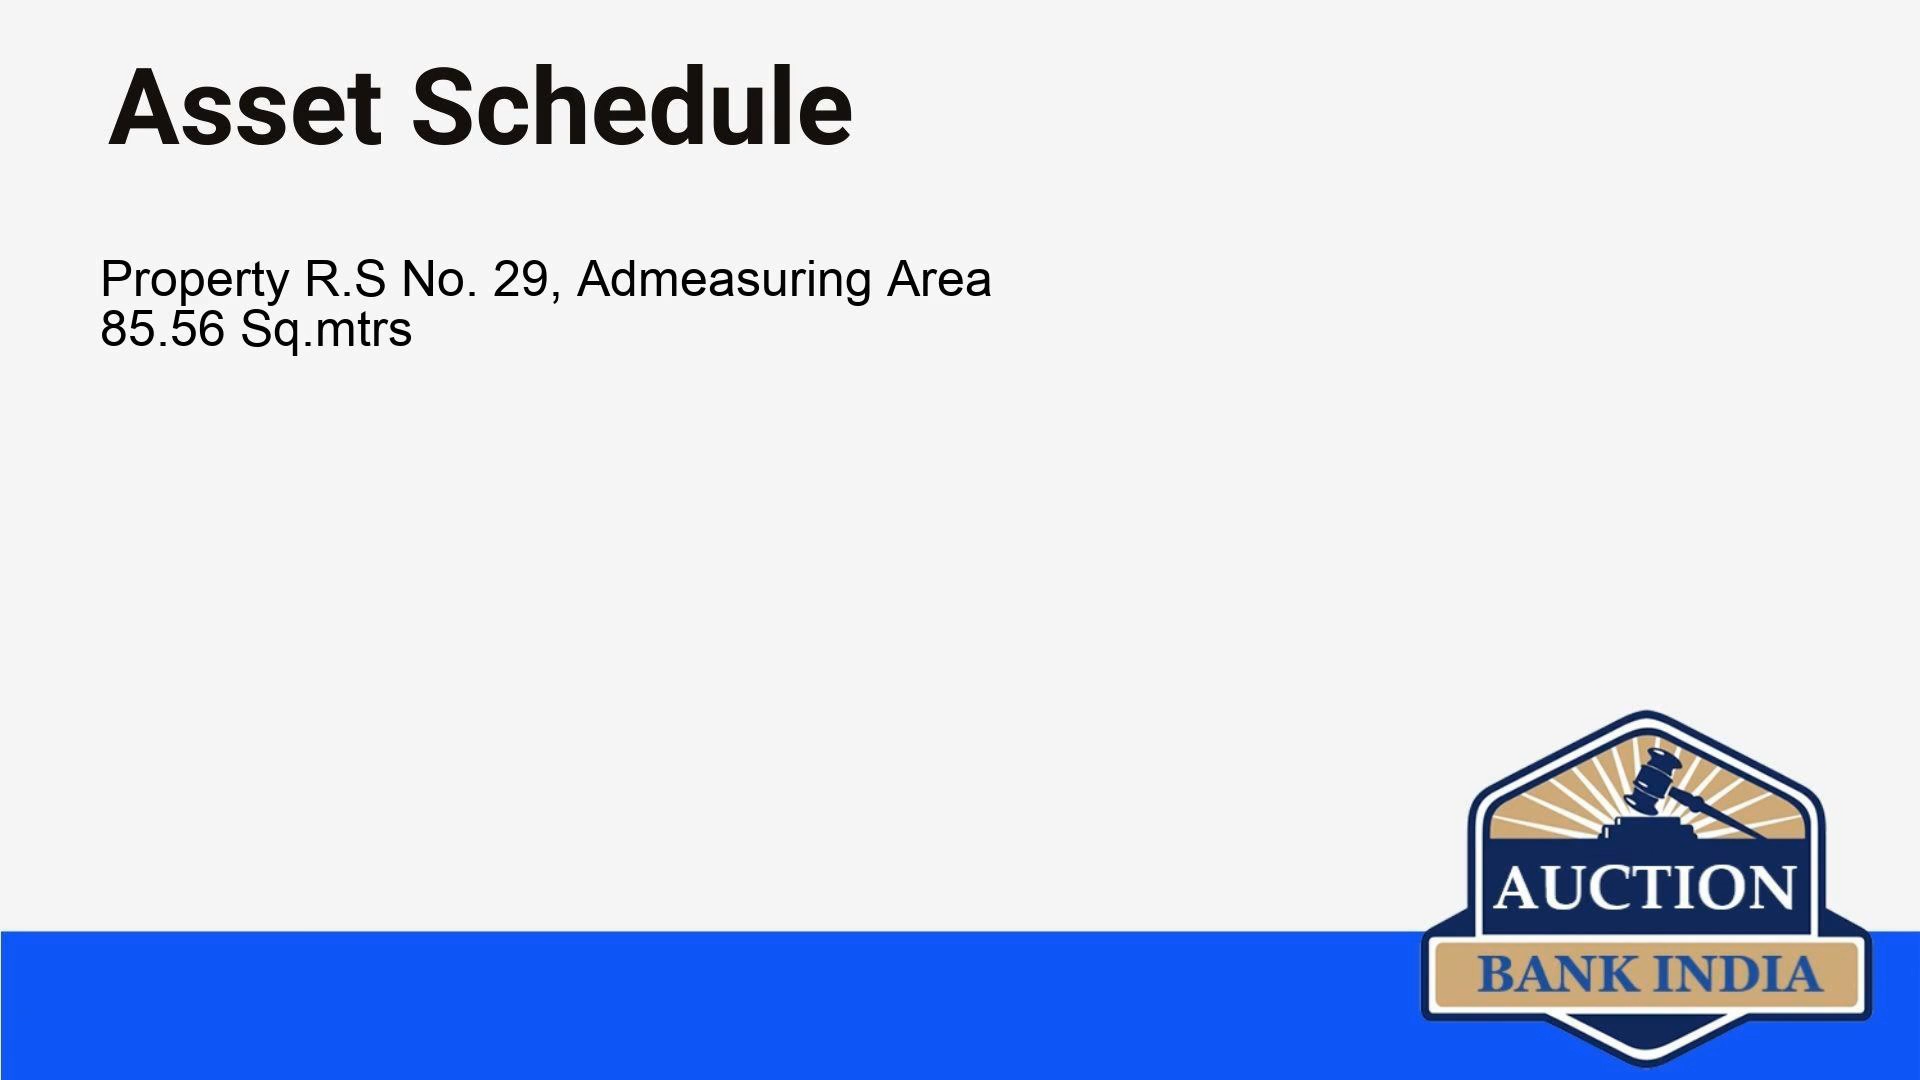 Asset Schedule
Property R.S No. 29, Admeasuring Area
85.56 Sq.mtrs
AUCTION
BANK INDIA